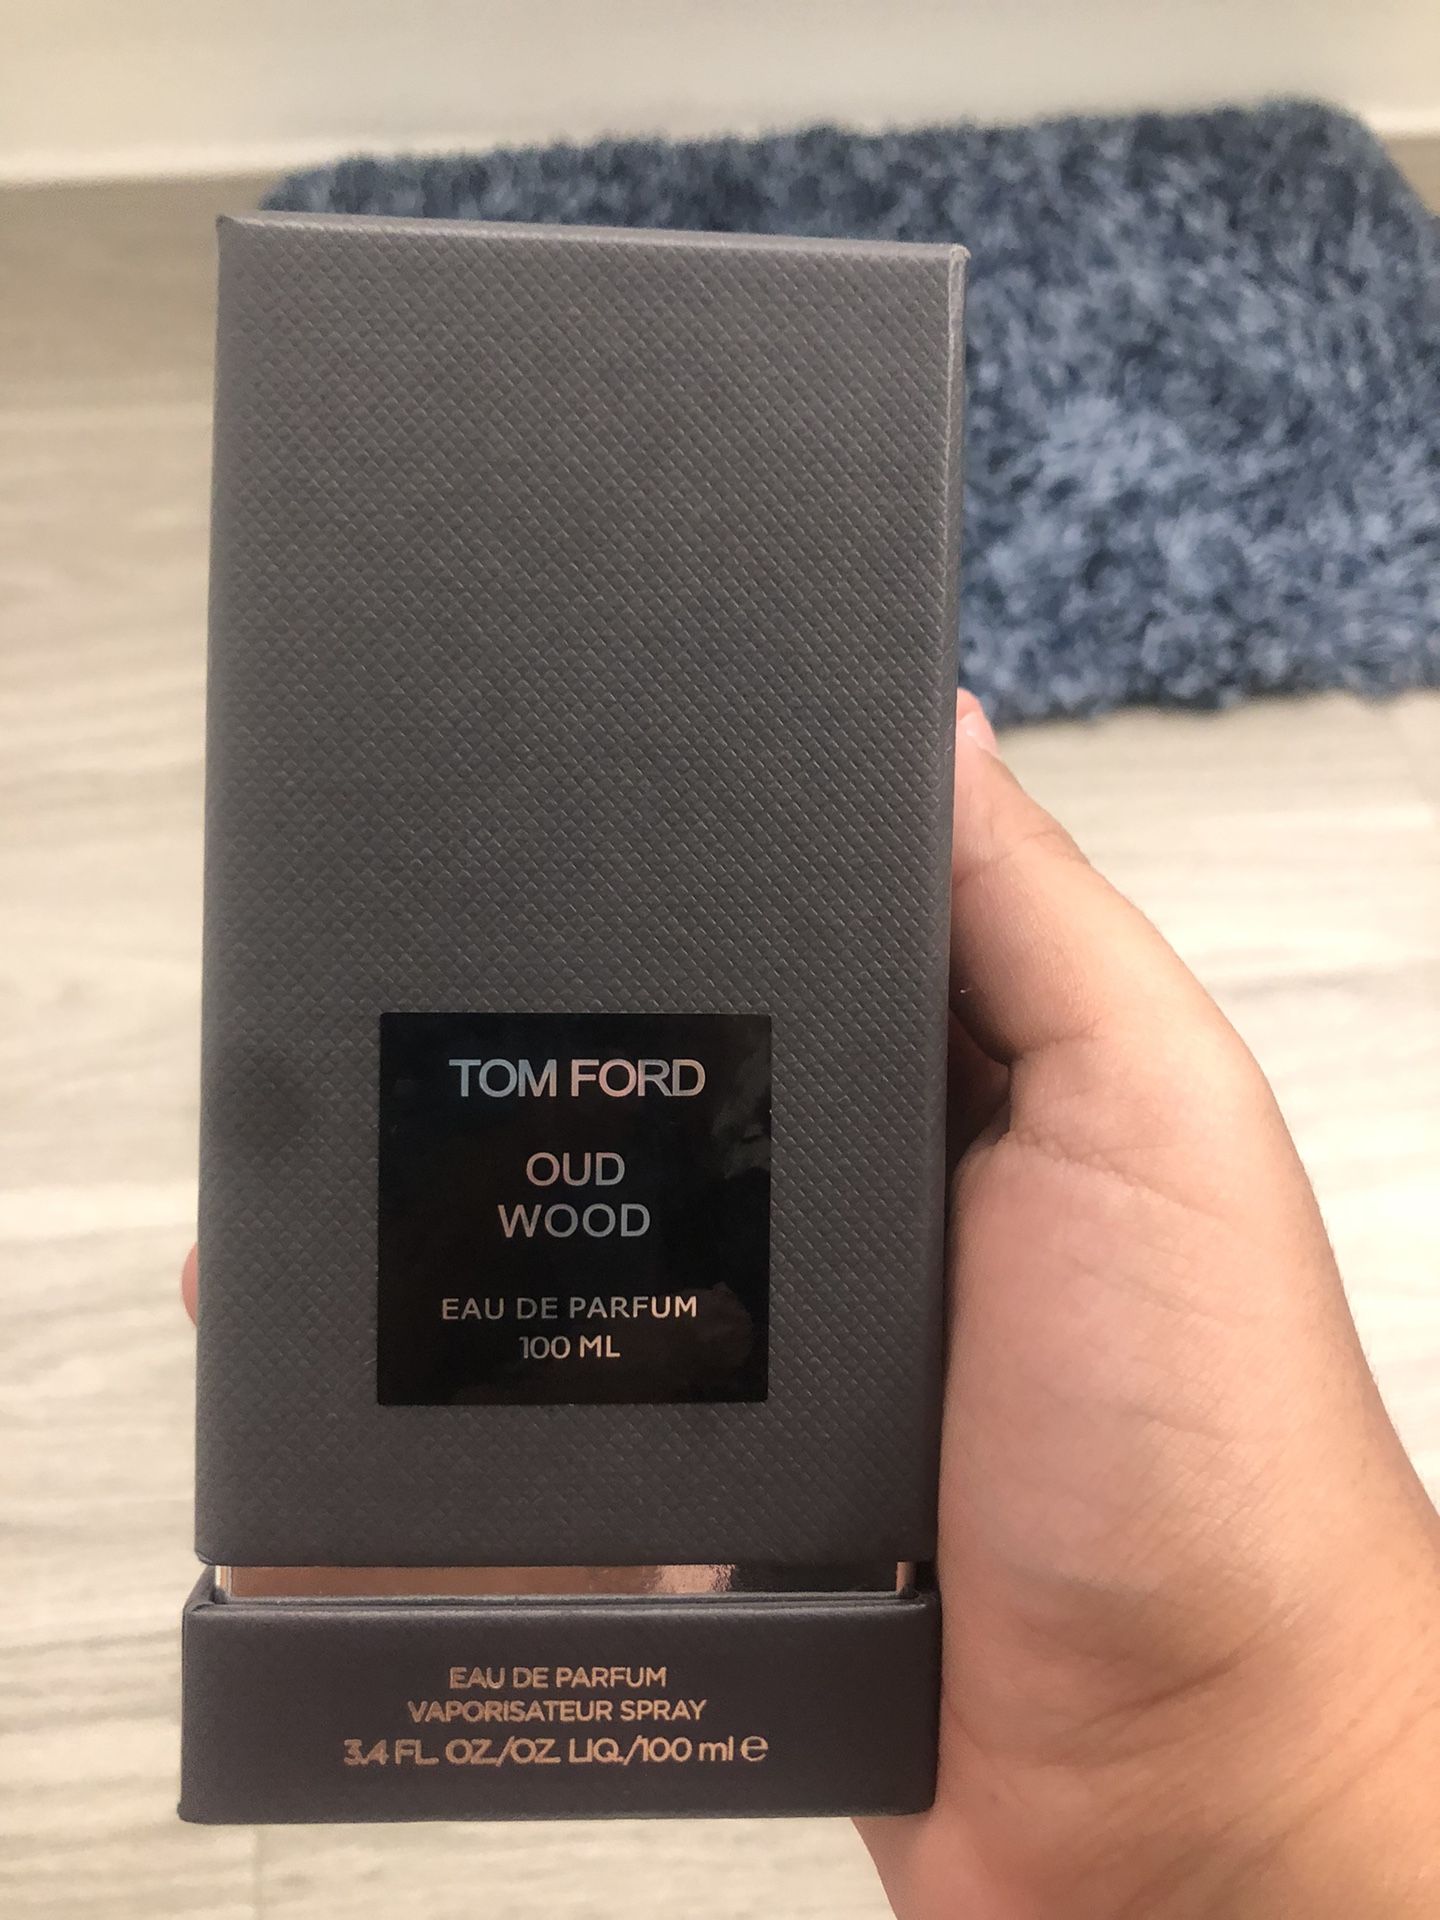 TOM FORD
OUD
WOOD
EAU DE PARFUM
100 ML
EAU DE PARFUM
VAPORISATEUR SPRAY
3.4 FL. OZ./OZ. LIQ./100 ml ℮